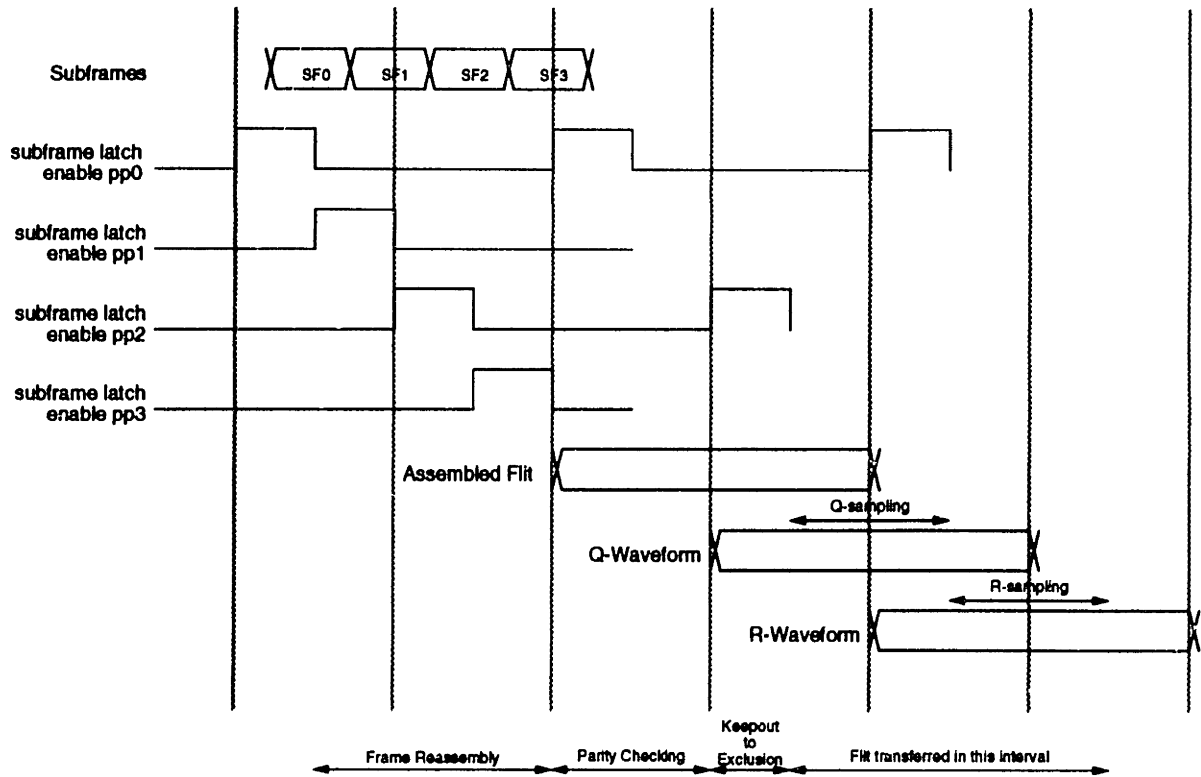 Subframes
SF0 SF1 SF2 SF3
subframe latch
enable pp0
subframe latch
enable pp1
subframe latch
enable pp2
subframe latch
enable pp3
Assembled Flit
Q-sampling
Q-Waveform
R-sampling
R-Waveform
Frame Reassembly
Parity Checking
Keepout
to
Exclusion
Flit transferred in this interval